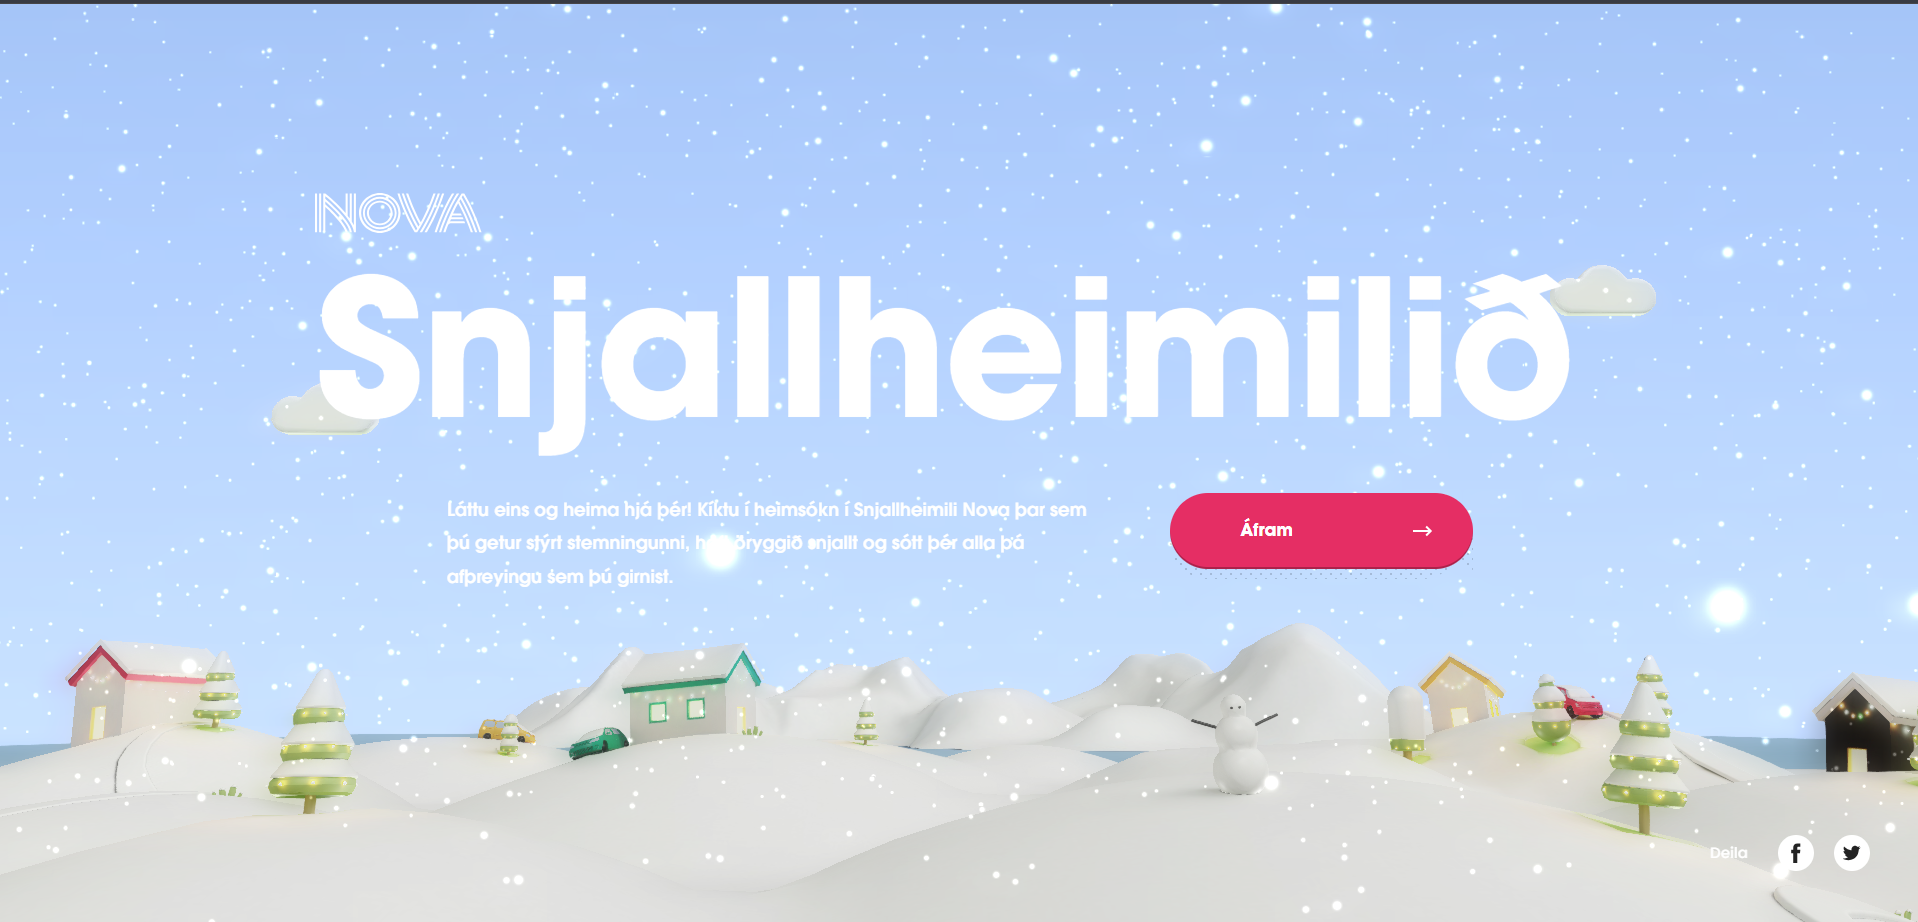 NOVA
Snjallheimilið
Láttu eins og heima hjá þér! Kíktu í heimsókn í Snjallheimili Nova þar sem
þú getur stýrt stemningunni, öryggið snjallt og sótt þér alla þá
afþreyingu sem þú girnist.
Áfram
Deila